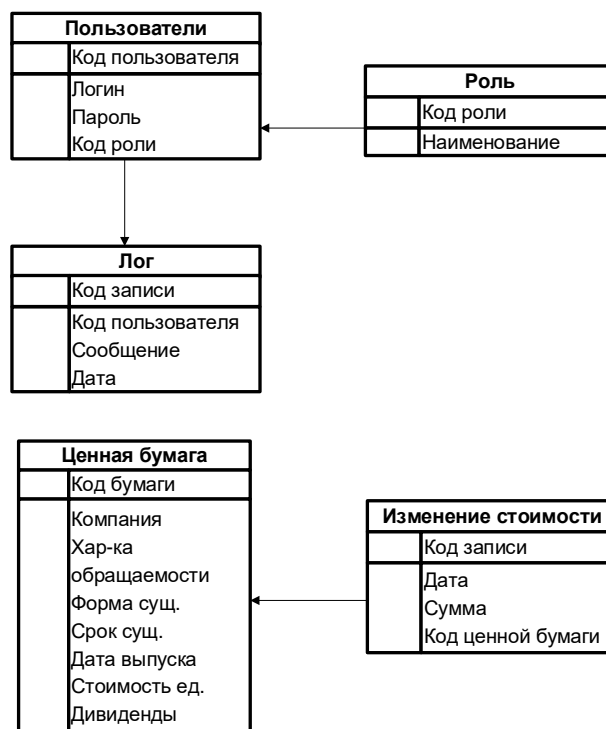 Пользователи
Код пользователя
Логин
Пароль
Код роли
Роль
Код роли
Наименование
Лог
Код записи
Код пользователя
Сообщение
Дата
Ценная бумага
Код бумаги
Компания
Хар-ка
обращаемости
Форма сущ.
Срок сущ.
Дата выпуска
Стоимость ед.
Дивиденды
Изменение стоимости
Код записи
Дата
Сумма
Код ценной бумаги